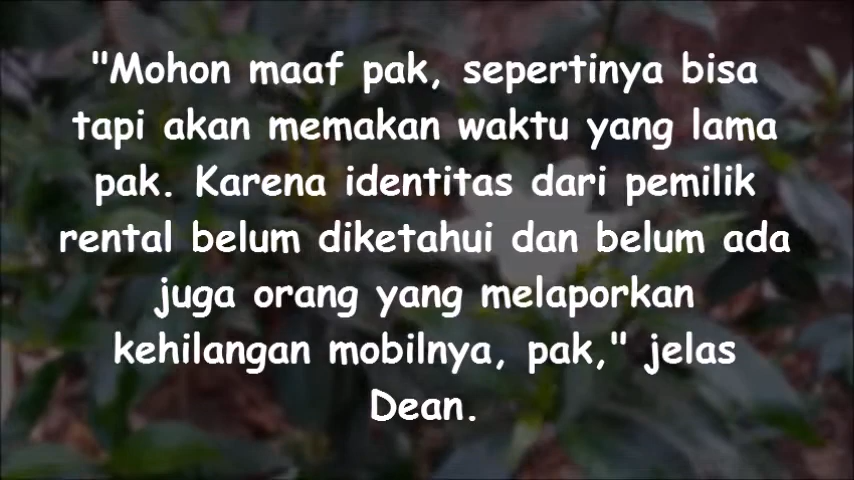 "Mohon maaf pak, sepertinya bisa
tapi akan memakan waktu yang lama
pak. Karena identitas dari pemilik
rental belum diketahui dan belum ada
juga orang yang melaporkan
kehilangan mobilnya, pak," jelas
Dean.